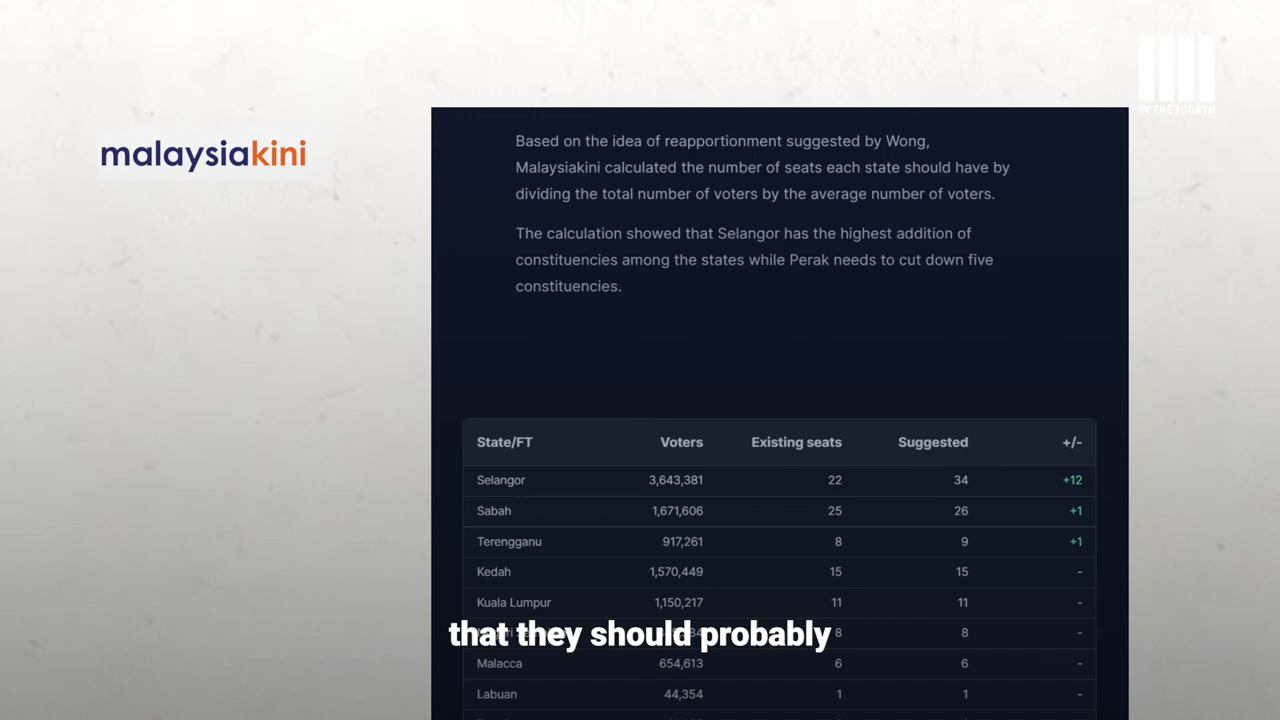 BY THE FOURTH
malaysiakini
Based on the idea of reapportionment suggested by Wong,
Malaysiakini calculated the number of seats each state should have by
dividing the total number of voters by the average number of voters.
The calculation showed that Selangor has the highest addition of
constituencies among the states while Perak needs to cut down five
constituencies.
State/FT Voters Existing seats Suggested +/-
Selangor 3,643,381 22 34 +12
Sabah 1,671,606 25 26 +1
Terengganu 917,261 8 9 +1
Kedah 1,570,449 15 15 -
Kuala Lumpur 1,150,217 11 11 -
8 8 -
that they should probably
Malacca 654,613 6 6 -
Labuan 44,354 1 1 -